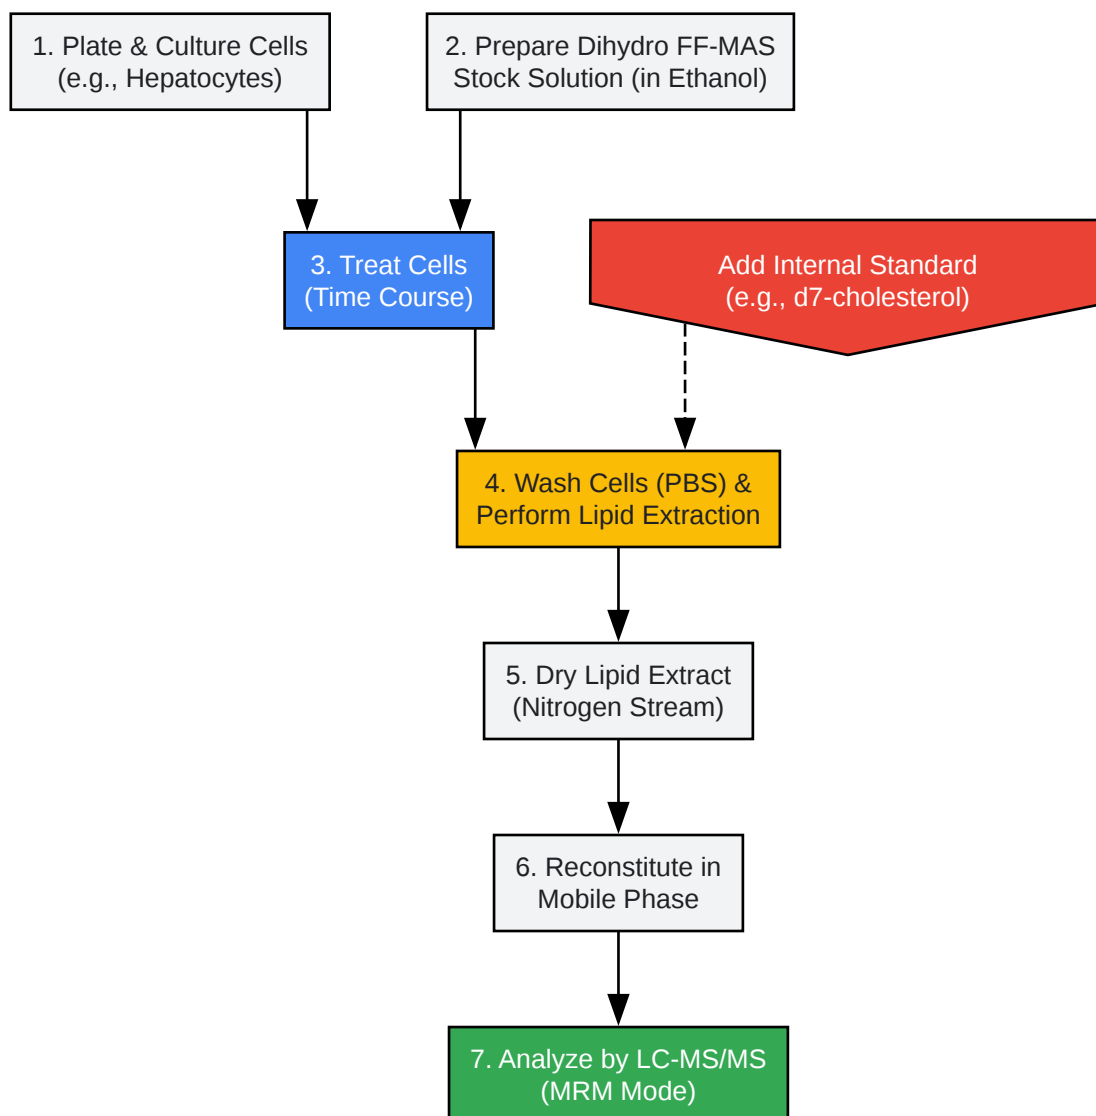 1. Plate & Culture Cells
(e.g., Hepatocytes)
2. Prepare Dihydro FF-MAS
Stock Solution (in Ethanol)
3. Treat Cells
(Time Course)
Add Internal Standard
(e.g., d7-cholesterol)
4. Wash Cells (PBS) &
Perform Lipid Extraction
5. Dry Lipid Extract
(Nitrogen Stream)
6. Reconstitute in
Mobile Phase
7. Analyze by LC-MS/MS
(MRM Mode)